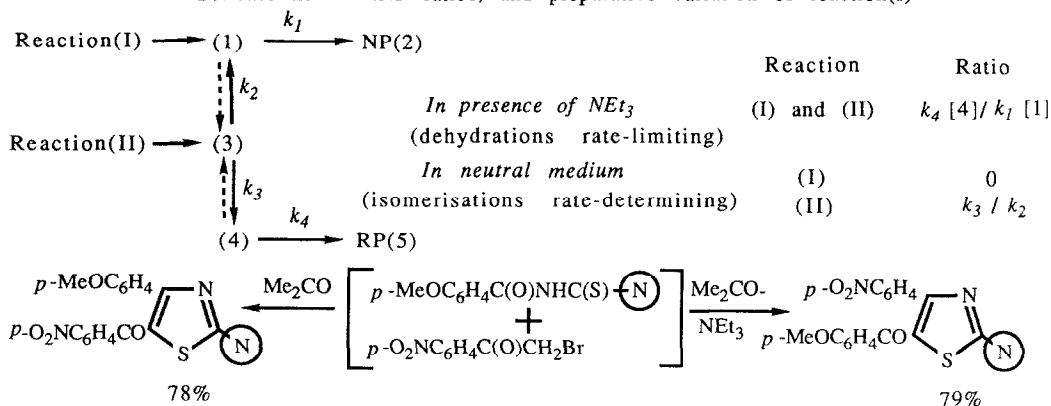 Reaction(I) (1) k1 NP(2)
k2
Reaction Ratio
In presence of NEt3 (I) and (II) k4 [4]/ k1 [1]
Reaction(II) (3) (dehydrations rate-limiting)
In neutral medium (I) 0
k3 (isomerisations rate-determining) (II) k3 / k2
(4) k4 RP(5)
p-MeOC6H4 N Me2CO p-MeOC6H4C(O)NHC(S)-N Me2CO- p-O2NC6H4 N
p-O2NC6H4CO S N + NEt3 p-MeOC6H4CO S N
p-O2NC6H4C(O)CH2Br
78% 79%